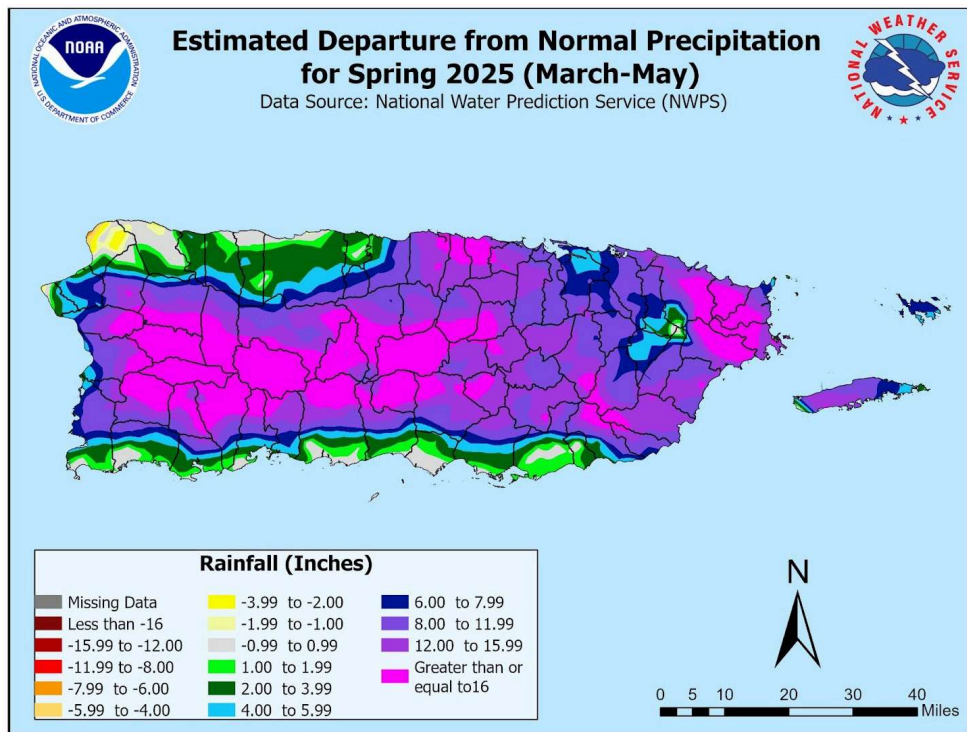 NATIONAL OCEANIC AND ATMOSPHERIC ADMINISTRATION
NOAA
U.S. DEPARTMENT OF COMMERCE
Estimated Departure from Normal Precipitation
for Spring 2025 (March-May)
Data Source: National Water Prediction Service (NWPS)
NATIONAL WEATHER SERVICE
Rainfall (Inches)
Missing Data
Less than -16
-15.99 to -12.00
-11.99 to -8.00
-7.99 to -6.00
-5.99 to -4.00
-3.99 to -2.00
-1.99 to -1.00
-0.99 to 0.99
1.00 to 1.99
2.00 to 3.99
4.00 to 5.99
6.00 to 7.99
8.00 to 11.99
12.00 to 15.99
Greater than or
equal to16
N
0 5 10 20 30 40
Miles